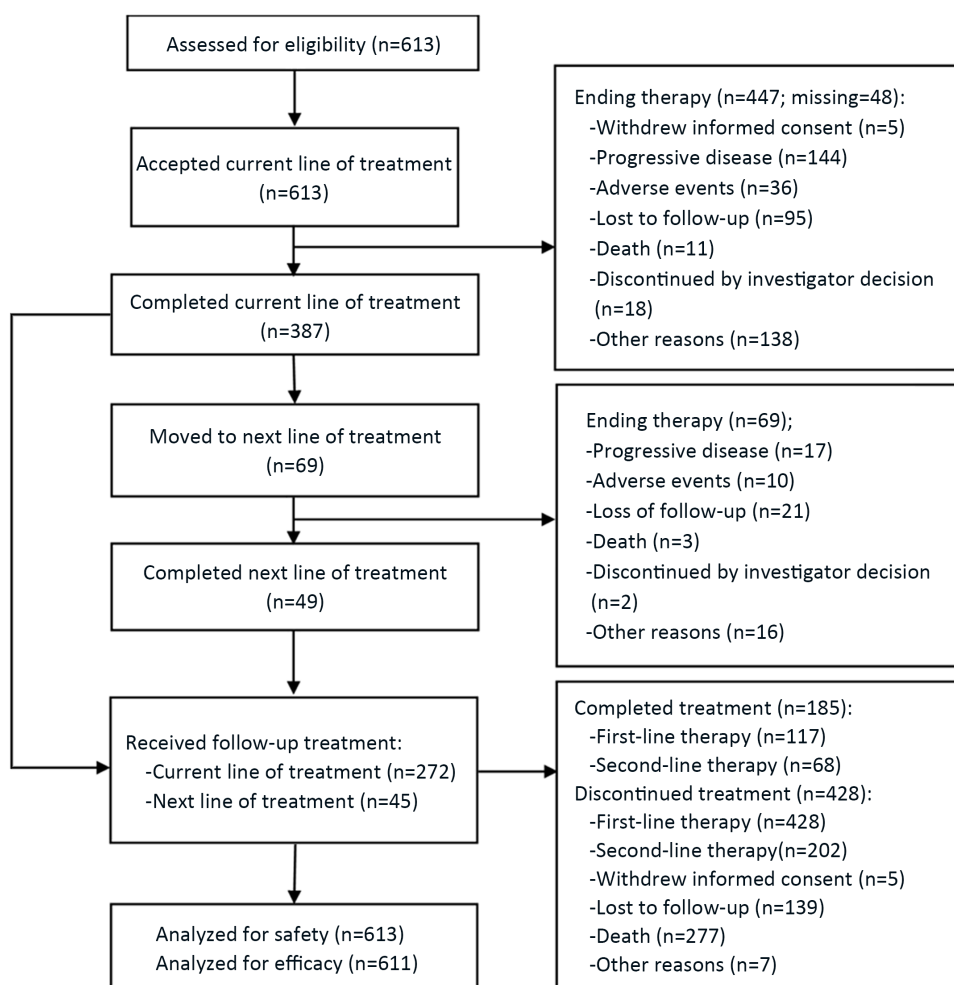 Assessed for eligibility (n=613)
Accepted current line of treatment
(n=613)
Ending therapy (n=447; missing=48):
-Withdrew informed consent (n=5)
-Progressive disease (n=144)
-Adverse events (n=36)
-Lost to follow-up (n=95)
-Death (n=11)
-Discontinued by investigator decision
(n=18)
-Other reasons (n=138)
Completed current line of treatment
(n=387)
Moved to next line of treatment
(n=69)
Ending therapy (n=69);
-Progressive disease (n=17)
-Adverse events (n=10)
-Loss of follow-up (n=21)
-Death (n=3)
-Discontinued by investigator decision
(n=2)
-Other reasons (n=16)
Completed next line of treatment
(n=49)
Received follow-up treatment:
-Current line of treatment (n=272)
-Next line of treatment (n=45)
Completed treatment (n=185):
-First-line therapy (n=117)
-Second-line therapy (n=68)
Discontinued treatment (n=428):
-First-line therapy (n=428)
-Second-line therapy(n=202)
-Withdrew informed consent (n=5)
-Lost to follow-up (n=139)
-Death (n=277)
-Other reasons (n=7)
Analyzed for safety (n=613)
Analyzed for efficacy (n=611)